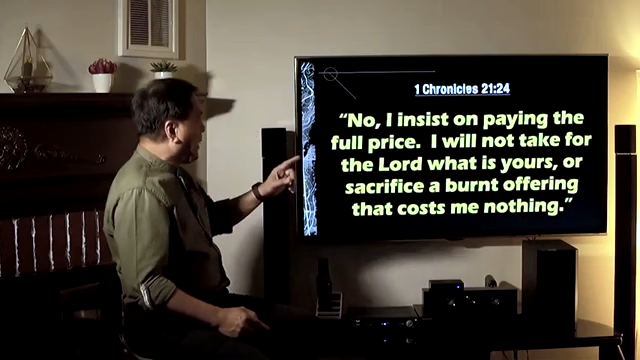 1 Chronicles 21:24
“No, I insist on paying the
full price.  I will not take for
the Lord what is yours, or
sacrifice a burnt offering
that costs me nothing.”